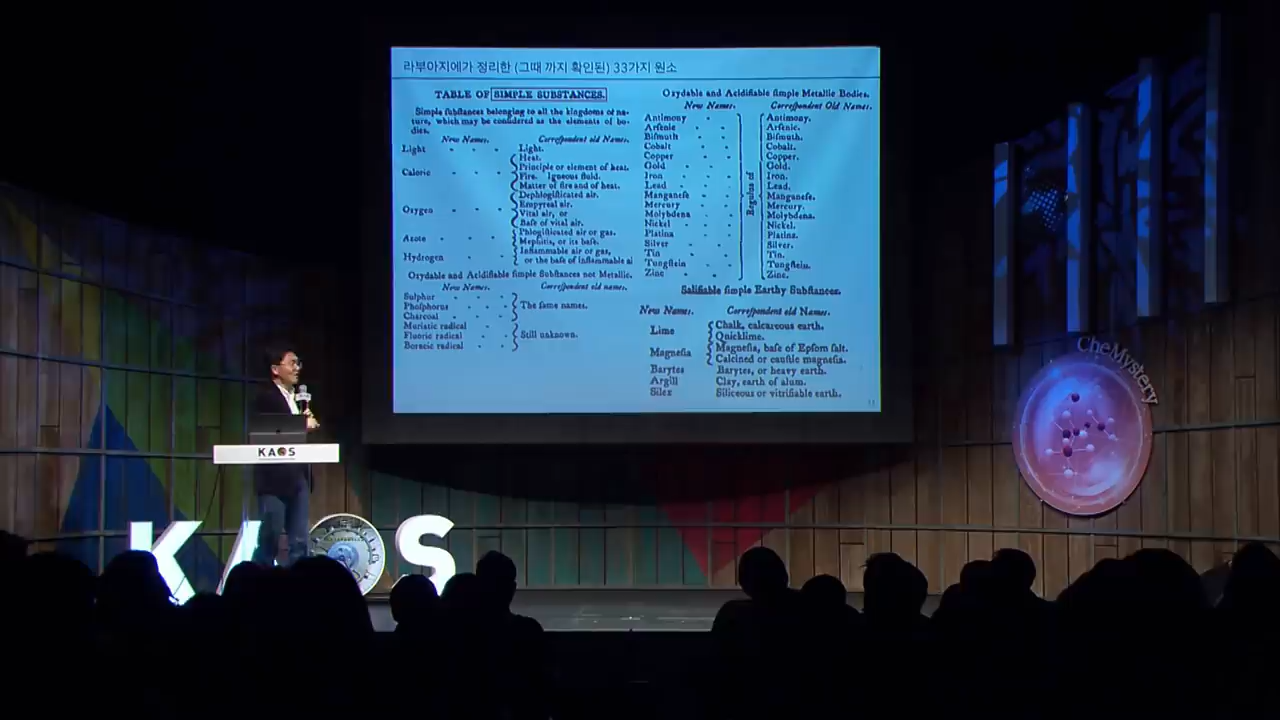 라부아지에가 정리한 (그때 까지 확인된) 33가지 원소
TABLE OF SIMPLE SUBSTANCES.
Simple ſubſtances belonging to all the kingdoms of na-
ture, which may be conſidered as the elements of bo-
dies.
New Names. Correſpondent old Names.
Light Light.
Caloric Heat.
Principle or element of heat.
Fire. Igneous fluid.
Matter of fire and of heat.
Oxygen Dephlogiſticated air.
Empyreal air.
Vital air, or
Baſe of vital air.
Azote Phlogiſticated air or gas.
Mephitis, or its baſe.
Hydrogen Inflammable air or gas,
or the baſe of inflammable ai
Oxydable and Acidifiable ſimple Subſtances not Metallic.
New Names. Correſpondent old names.
Sulphur
Phoſphorus
Charcoal
The ſame names.
Muriatic radical
Fluoric radical
Boracic radical
Still unknown.
Oxydable and Acidifiable ſimple Metallic Bodies.
New Names. Correſpondent Old Names.
Antimony Antimony.
Arſenic Arſenic.
Biſmuth Biſmuth.
Cobalt Cobalt.
Copper Copper.
Gold Gold.
Iron Iron.
Lead Lead.
Manganeſe Manganeſe.
Mercury Mercury.
Molybdena Molybdena.
Nickel Nickel.
Platina Platina.
Silver Silver.
Tin Tin.
Tungſtein Tungſtein.
Zinc Zinc.
Regulus of
Salifiable ſimple Earthy Subſtances.
New Names. Correſpondent old Names.
Lime Chalk, calcareous earth.
Quicklime.
Magneſia Magneſia, baſe of Epſom ſalt.
Calcined or cauſtic magneſia.
Barytes Barytes, or heavy earth.
Argill Clay, earth of alum.
Silex Siliceous or vitrifiable earth.
11
CheMystery
KAOS
KAOS